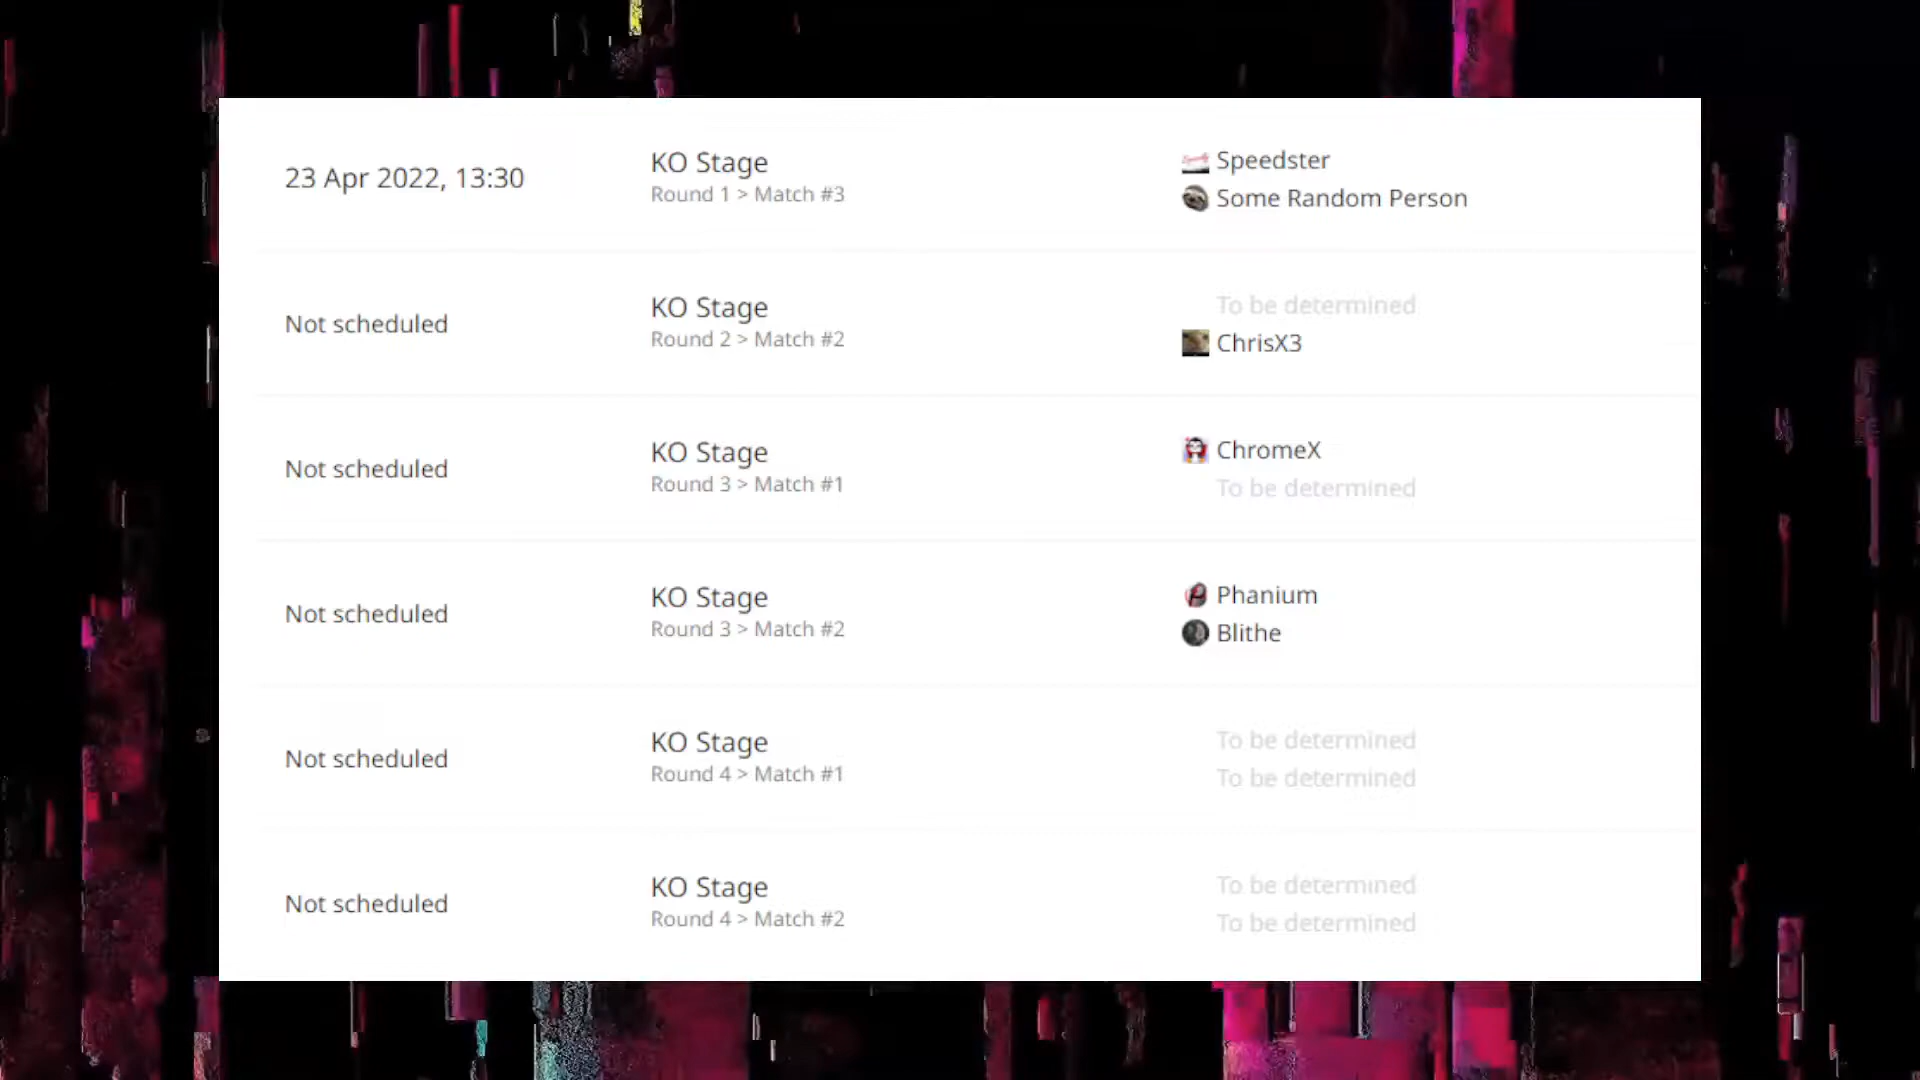 23 Apr 2022, 13:30
KO Stage
Round 1 > Match #3
Speedster
Some Random Person
Not scheduled
KO Stage
Round 2 > Match #2
To be determined
ChrisX3
Not scheduled
KO Stage
Round 3 > Match #1
ChromeX
To be determined
Not scheduled
KO Stage
Round 3 > Match #2
Phanium
Blithe
Not scheduled
KO Stage
Round 4 > Match #1
To be determined
To be determined
Not scheduled
KO Stage
Round 4 > Match #2
To be determined
To be determined